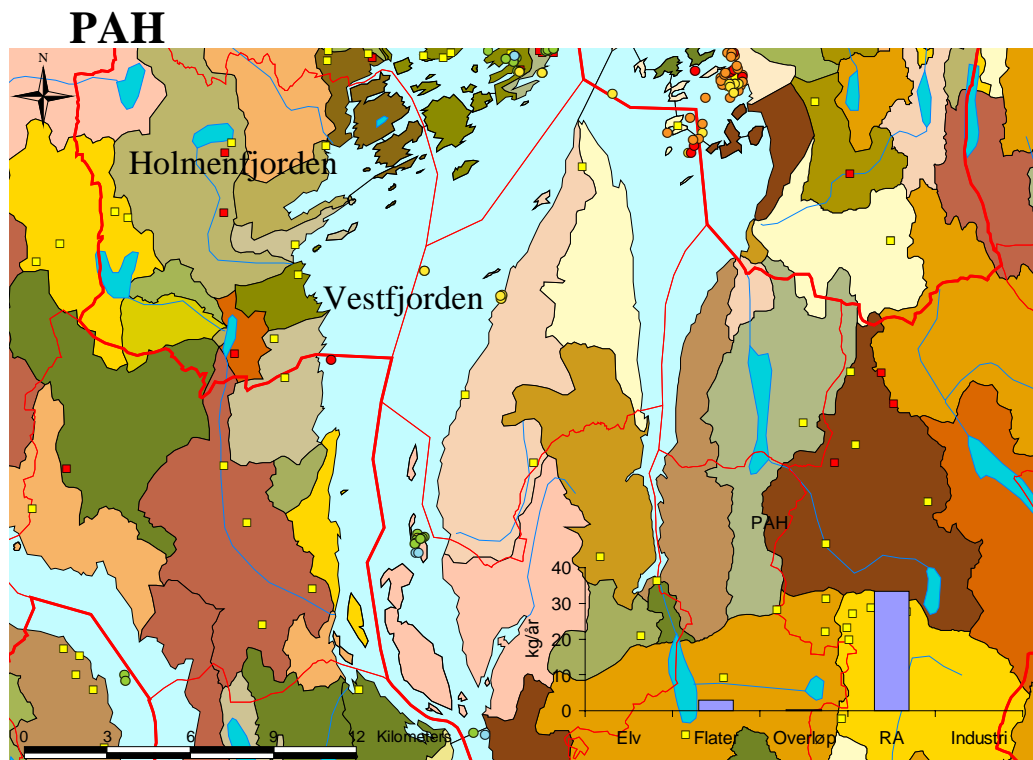 PAH
N
Holmenfjorden
Vestfjorden
PAH
40
30
20
10
0
kg/år
Elv Flater Overløp RA Industri
0 3 6 9 12 Kilometers